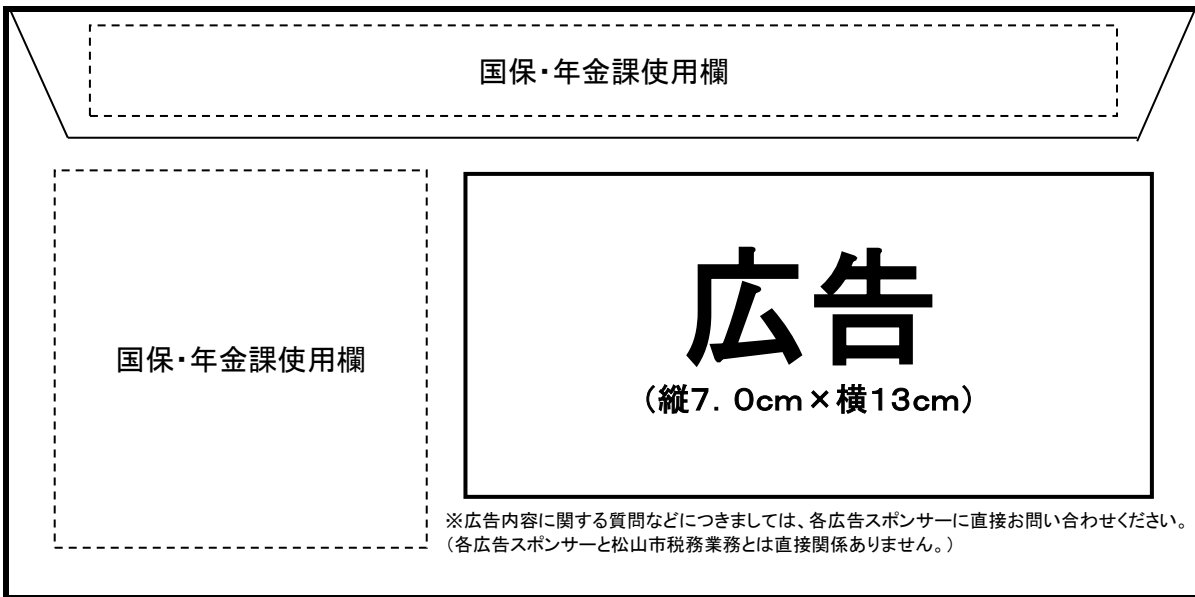 国保・年金課使用欄
国保・年金課使用欄
広告
（縦7．0cm×横13cm）
※広告内容に関する質問などにつきましては、各広告スポンサーに直接お問い合わせください。
（各広告スポンサーと松山市税務業務とは直接関係ありません。）